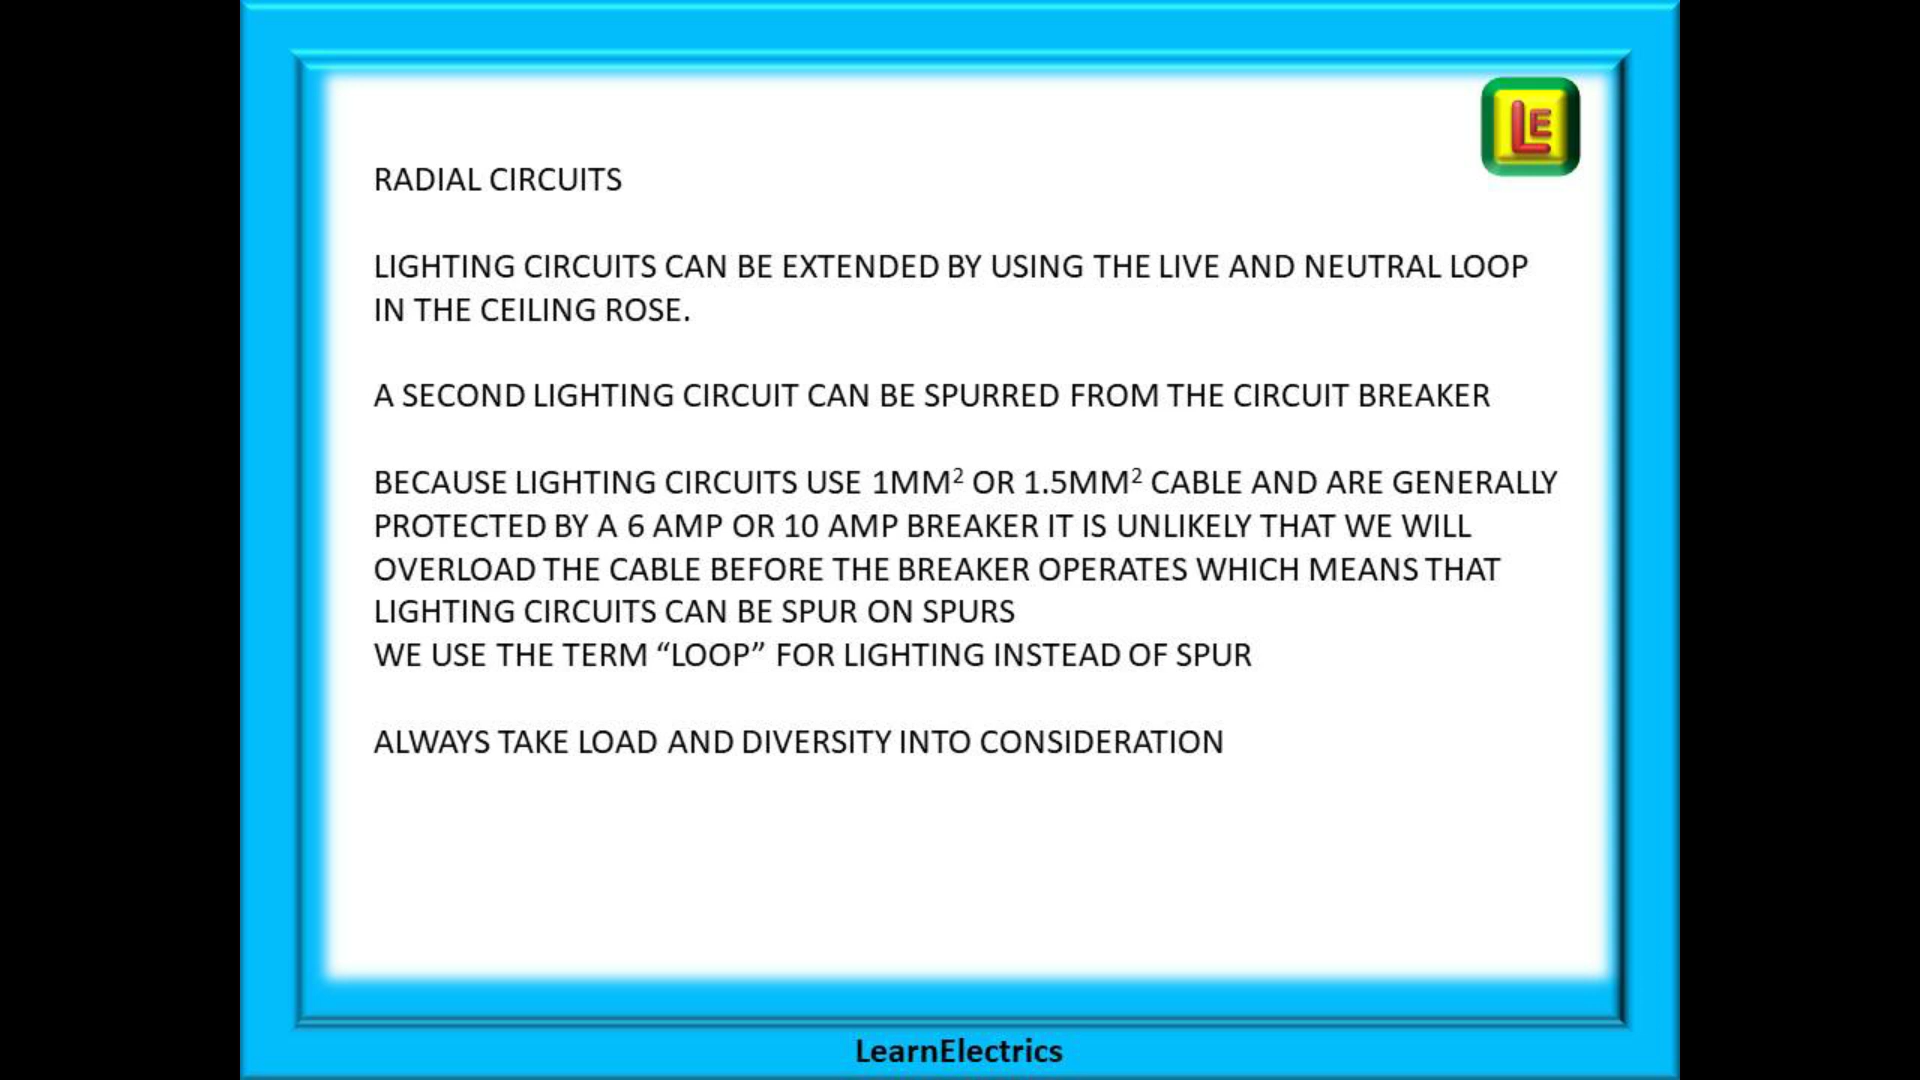 LE
RADIAL CIRCUITS
LIGHTING CIRCUITS CAN BE EXTENDED BY USING THE LIVE AND NEUTRAL LOOP
IN THE CEILING ROSE.
A SECOND LIGHTING CIRCUIT CAN BE SPURRED FROM THE CIRCUIT BREAKER
BECAUSE LIGHTING CIRCUITS USE 1MM² OR 1.5MM² CABLE AND ARE GENERALLY
PROTECTED BY A 6 AMP OR 10 AMP BREAKER IT IS UNLIKELY THAT WE WILL
OVERLOAD THE CABLE BEFORE THE BREAKER OPERATES WHICH MEANS THAT
LIGHTING CIRCUITS CAN BE SPUR ON SPURS
WE USE THE TERM “LOOP” FOR LIGHTING INSTEAD OF SPUR
ALWAYS TAKE LOAD AND DIVERSITY INTO CONSIDERATION
LearnElectrics